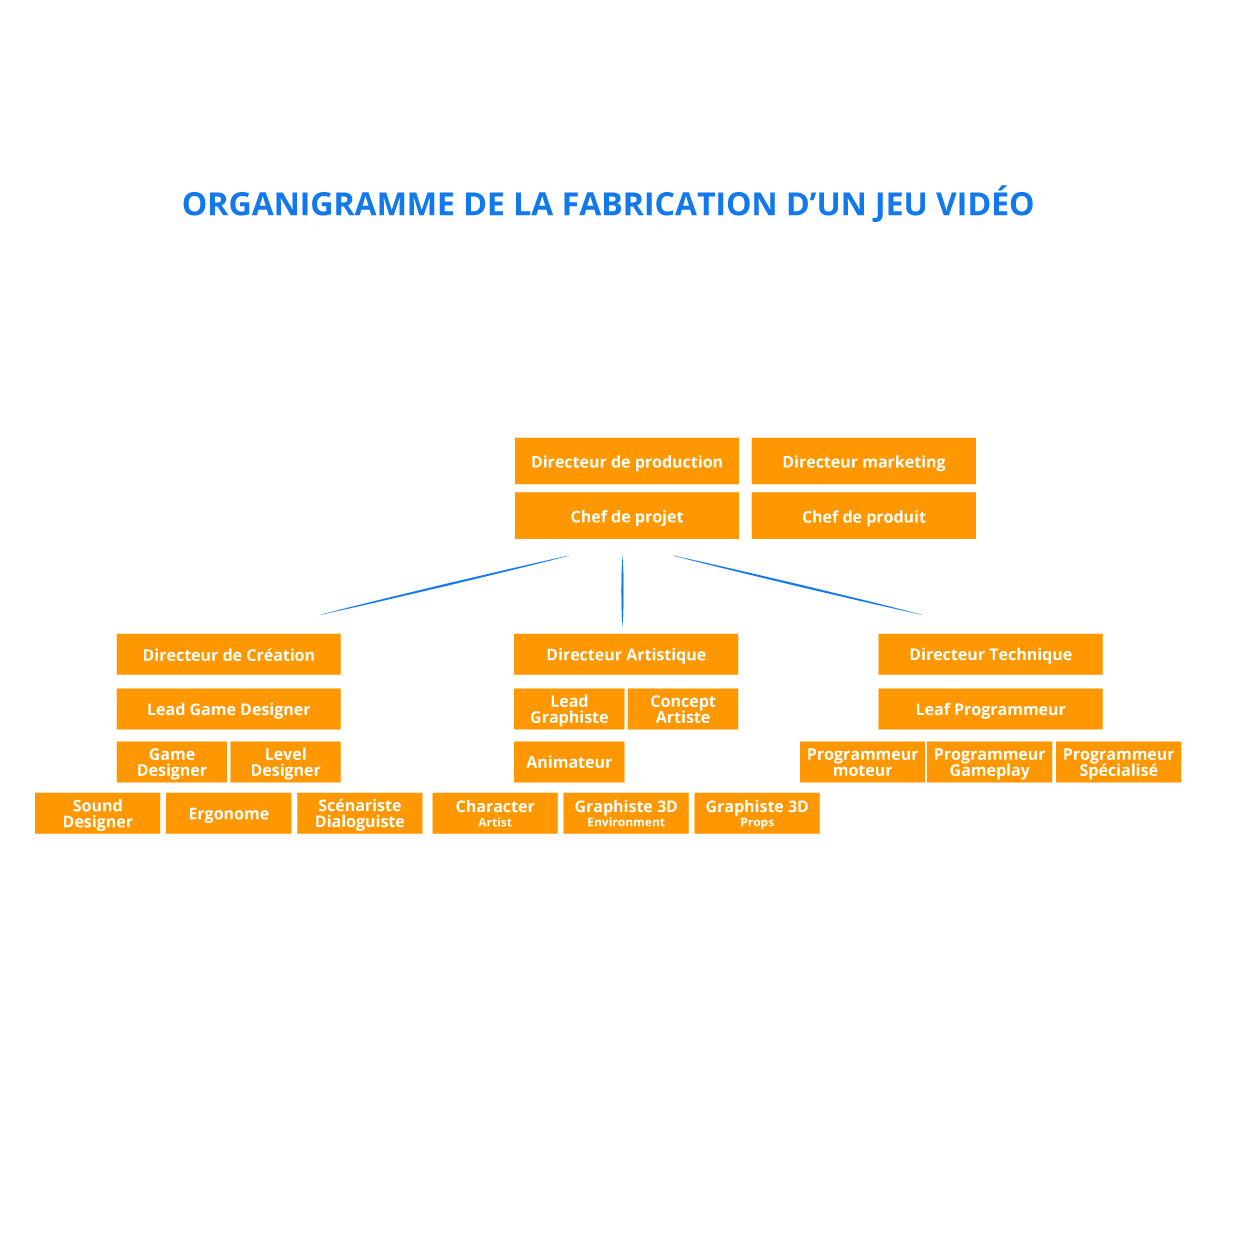 ORGANIGRAMME DE LA FABRICATION D’UN JEU VIDÉO
Directeur de production
Directeur marketing
Chef de projet
Chef de produit
Directeur de Création
Lead Game Designer
Game
Designer
Level
Designer
Sound
Designer
Ergonome
Scénariste
Dialoguiste
Directeur Artistique
Lead
Graphiste
Concept
Artiste
Animateur
Character
Artist
Graphiste 3D
Environment
Graphiste 3D
Props
Directeur Technique
Leaf Programmeur
Programmeur
moteur
Programmeur
Gameplay
Programmeur
Spécialisé